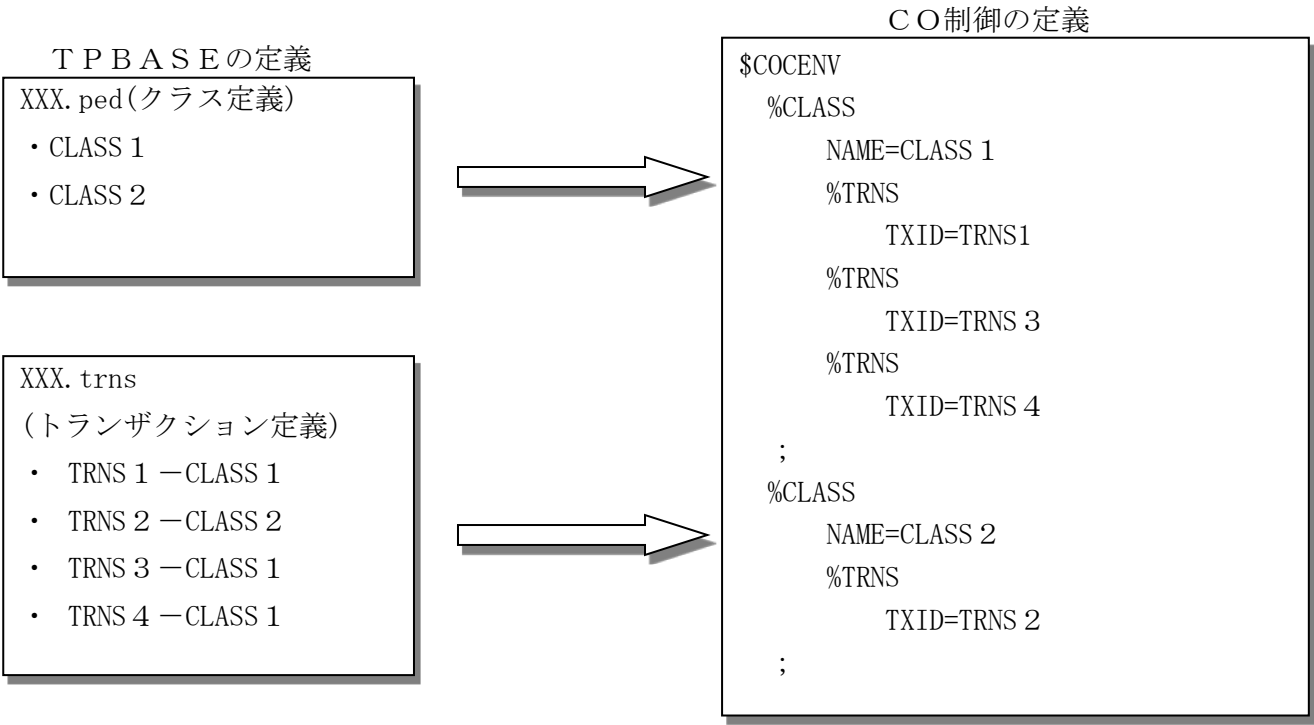 TPBASEの定義
XXX.ped(クラス定義)
・CLASS1
・CLASS2
XXX.trns
(トランザクション定義)
・ TRNS1-CLASS1
・ TRNS2-CLASS2
・ TRNS3-CLASS1
・ TRNS4-CLASS1
CO制御の定義
$COCENV
%CLASS
NAME=CLASS1
%TRNS
TXID=TRNS1
%TRNS
TXID=TRNS3
%TRNS
TXID=TRNS4
;
%CLASS
NAME=CLASS2
%TRNS
TXID=TRNS2
;